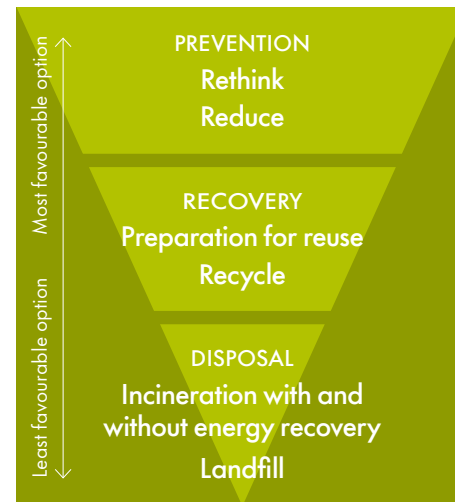 Most favourable option
Least favourable option
PREVENTION
Rethink
Reduce
RECOVERY
Preparation for reuse
Recycle
DISPOSAL
Incineration with and
without energy recovery
Landfill